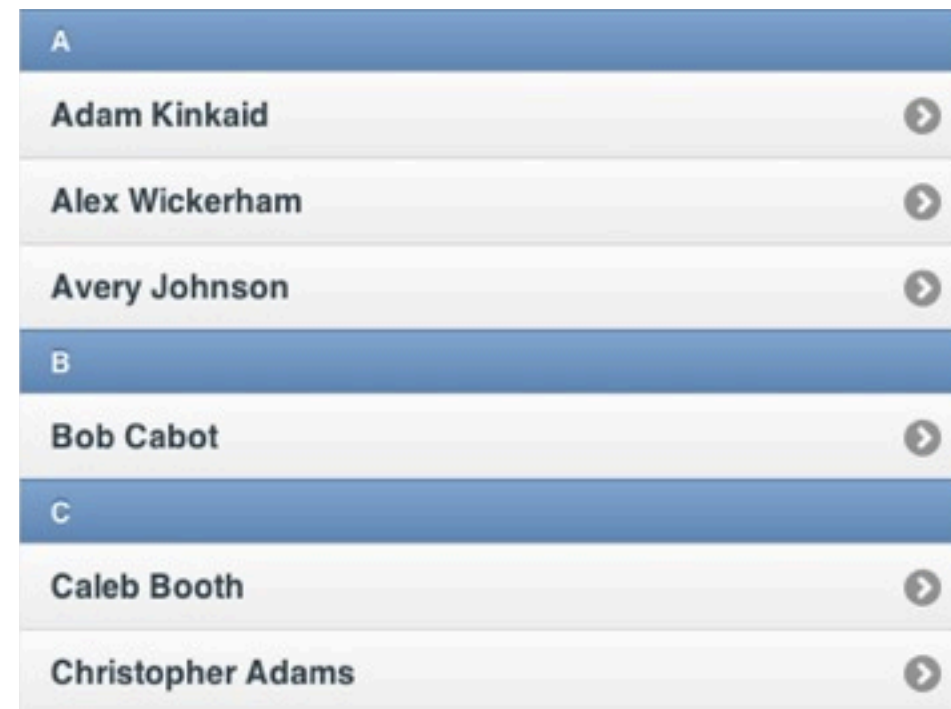 A
Adam Kinkaid
Alex Wickerham
Avery Johnson
B
Bob Cabot
C
Caleb Booth
Christopher Adams